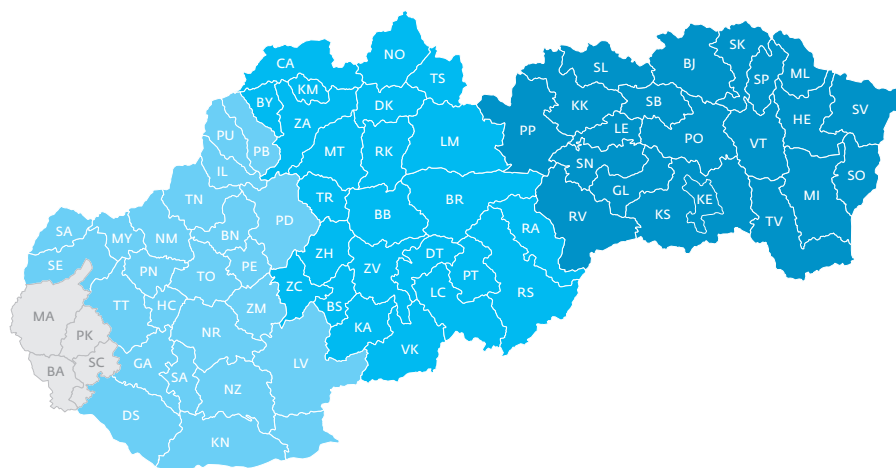 NO
CA
TS
KM
BY
DK
ZA
PU
PB
MT
RK
LM
IL
TN
TR
BB
BR
PD
SA
MY
NM
BN
SE
PN
TO
PE
ZH
ZV
DT
RA
ZC
PT
LC
RS
BS
KA
VK
TT
HC
ZM
NR
MA
PK
SC
BA
GA
SA
NZ
LV
DS
KN
SK
BJ
SL
SP
ML
KK
SB
SV
PP
LE
PO
VT
HE
SN
GL
KE
SO
RV
KS
TV
MI